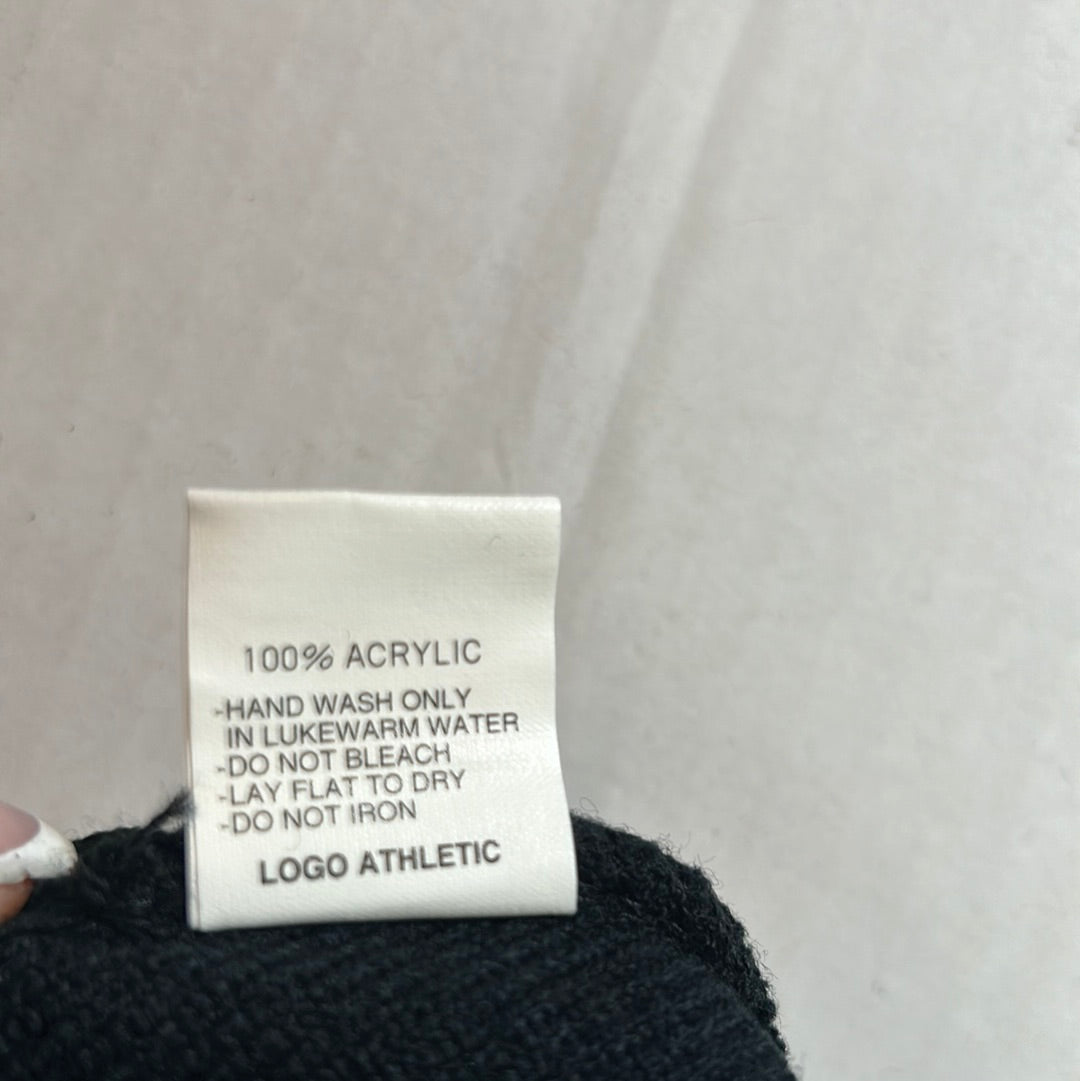 100% ACRYLIC
-HAND WASH ONLY
IN LUKEWARM WATER
-DO NOT BLEACH
-LAY FLAT TO DRY
-DO NOT IRON
LOGO ATHLETIC